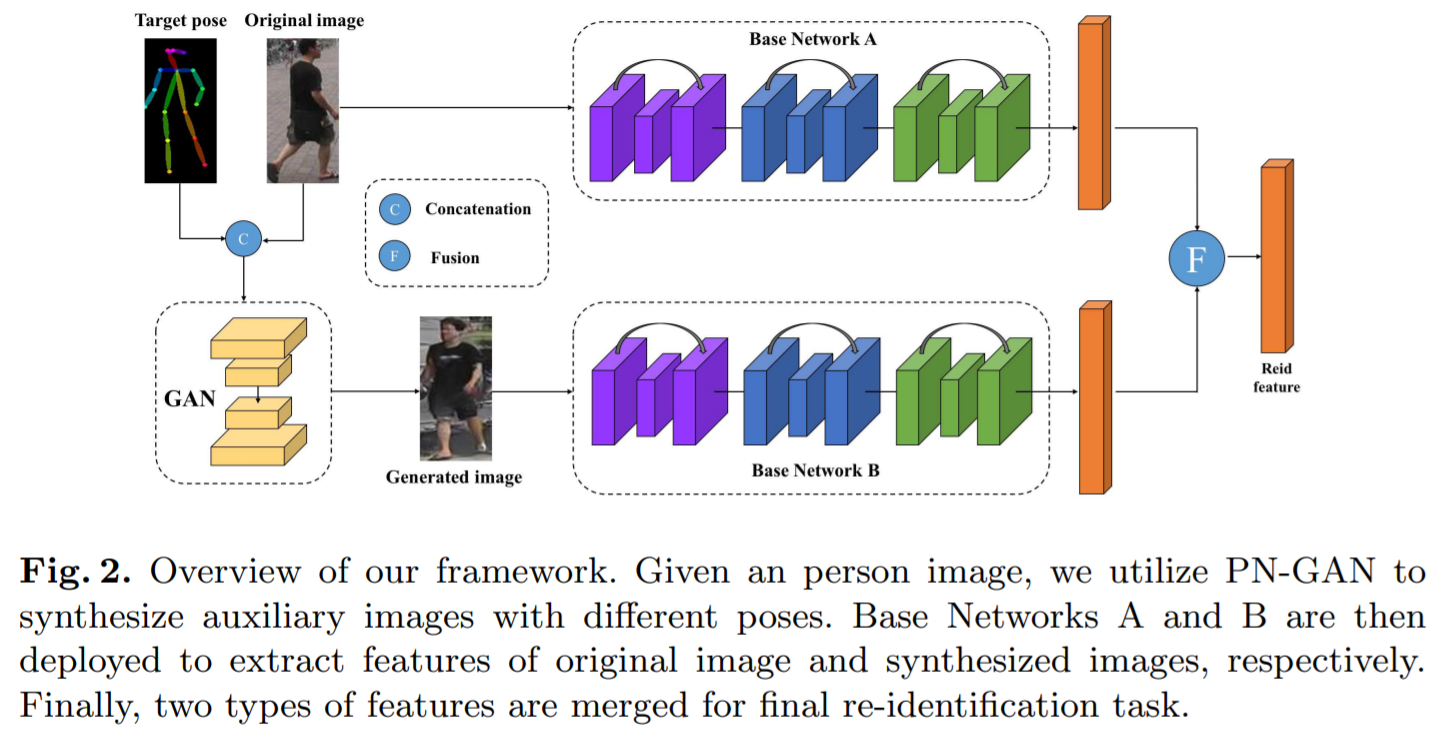 Target pose
Original image
Base Network A
C
Concatenation
F
Fusion
C
GAN
Generated image
Base Network B
F
Reid
feature
Fig. 2. Overview of our framework. Given an person image, we utilize PN-GAN to
synthesize auxiliary images with different poses. Base Networks A and B are then
deployed to extract features of original image and synthesized images, respectively.
Finally, two types of features are merged for final re-identification task.